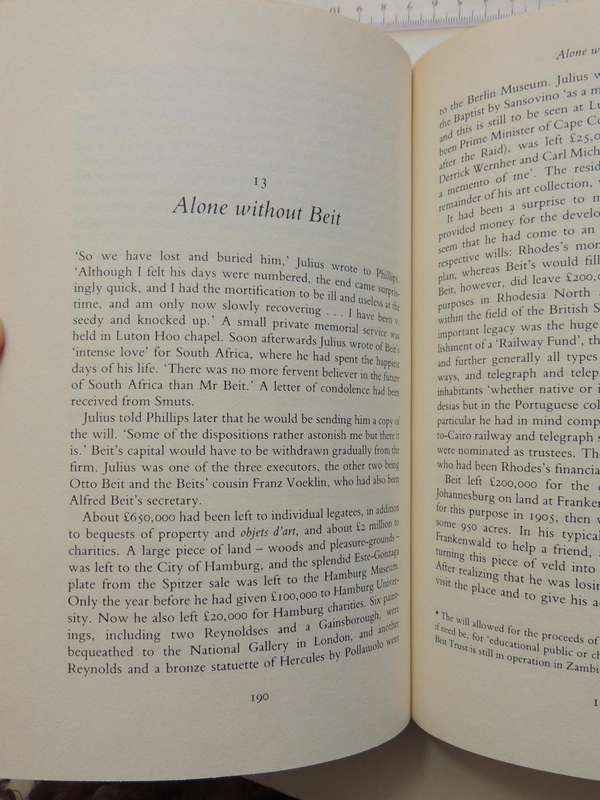 13
Alone without Beit
'So we have lost and buried him,' Julius wrote to Phillips.
'Although I felt his days were numbered, the end came surpris-
ingly quick, and I had the mortification to be ill and useless at the
time, and am only now slowly recovering . . . I have been v.
seedy and knocked up.' A small private memorial service was
held in Luton Hoo chapel. Soon afterwards Julius wrote of Beit's
'intense love' for South Africa, where he had spent the happiest
days of his life. 'There was no more fervent believer in the future
of South Africa than Mr Beit.' A letter of condolence had been
received from Smuts.
Julius told Phillips later that he would be sending him a copy of
the will. 'Some of the dispositions rather astonish me but there it
is.' Beit's capital would have to be withdrawn gradually from the
firm. Julius was one of the three executors, the other two being
Otto Beit and the Beits' cousin Franz Voeklin, who had also been
Alfred Beit's secretary.
About £650,000 had been left to individual legatees, in addition
to bequests of property and objets d'art, and about £2 million to
charities. A large piece of land – woods and pleasure-grounds –
was left to the City of Hamburg, and the splendid Este-Gonzaga
plate from the Spitzer sale was left to the Hamburg Museum.
Only the year before he had given £100,000 to Hamburg Univer-
sity. Now he also left £20,000 for Hamburg charities. Six paint-
ings, including two Reynoldses and a Gainsborough, were
bequeathed to the National Gallery in London, and another
Reynolds and a bronze statuette of Hercules by Pollaiuolo went
190
Alone
to the Berlin Museum. Julius
the Baptist by Sansovino 'as a
and this is still to be seen at
been Prime Minister of Cape
after the Raid), was left
Derrick Wernher and Carl
a memento of me'. The
remainder of his art collection,
It had been a surprise to
provided money for the
seem that he had come to an
respective wills: Rhodes's
plan, whereas Beit's would
Beit, however, did leave
purposes in Rhodesia North
within the field of the British
important legacy was the huge
lishment of a 'Railway Fund',
and further generally all types
ways, and telegraph and
inhabitants 'whether native or
desias but in the Portuguese
particular he had in mind
to-Cairo railway and telegraph
were nominated as trustees.
who had been Rhodes's
Beit left £200,000 for the
Johannesburg on land at
for this purpose in 1905, then
some 950 acres. In his
Frankenwald to help a friend,
turning this piece of veld into
After realizing that he was
visit the place and to give his
* The will allowed for the proceeds of
if need be, for 'educational public or
Beit Trust is still in operation in